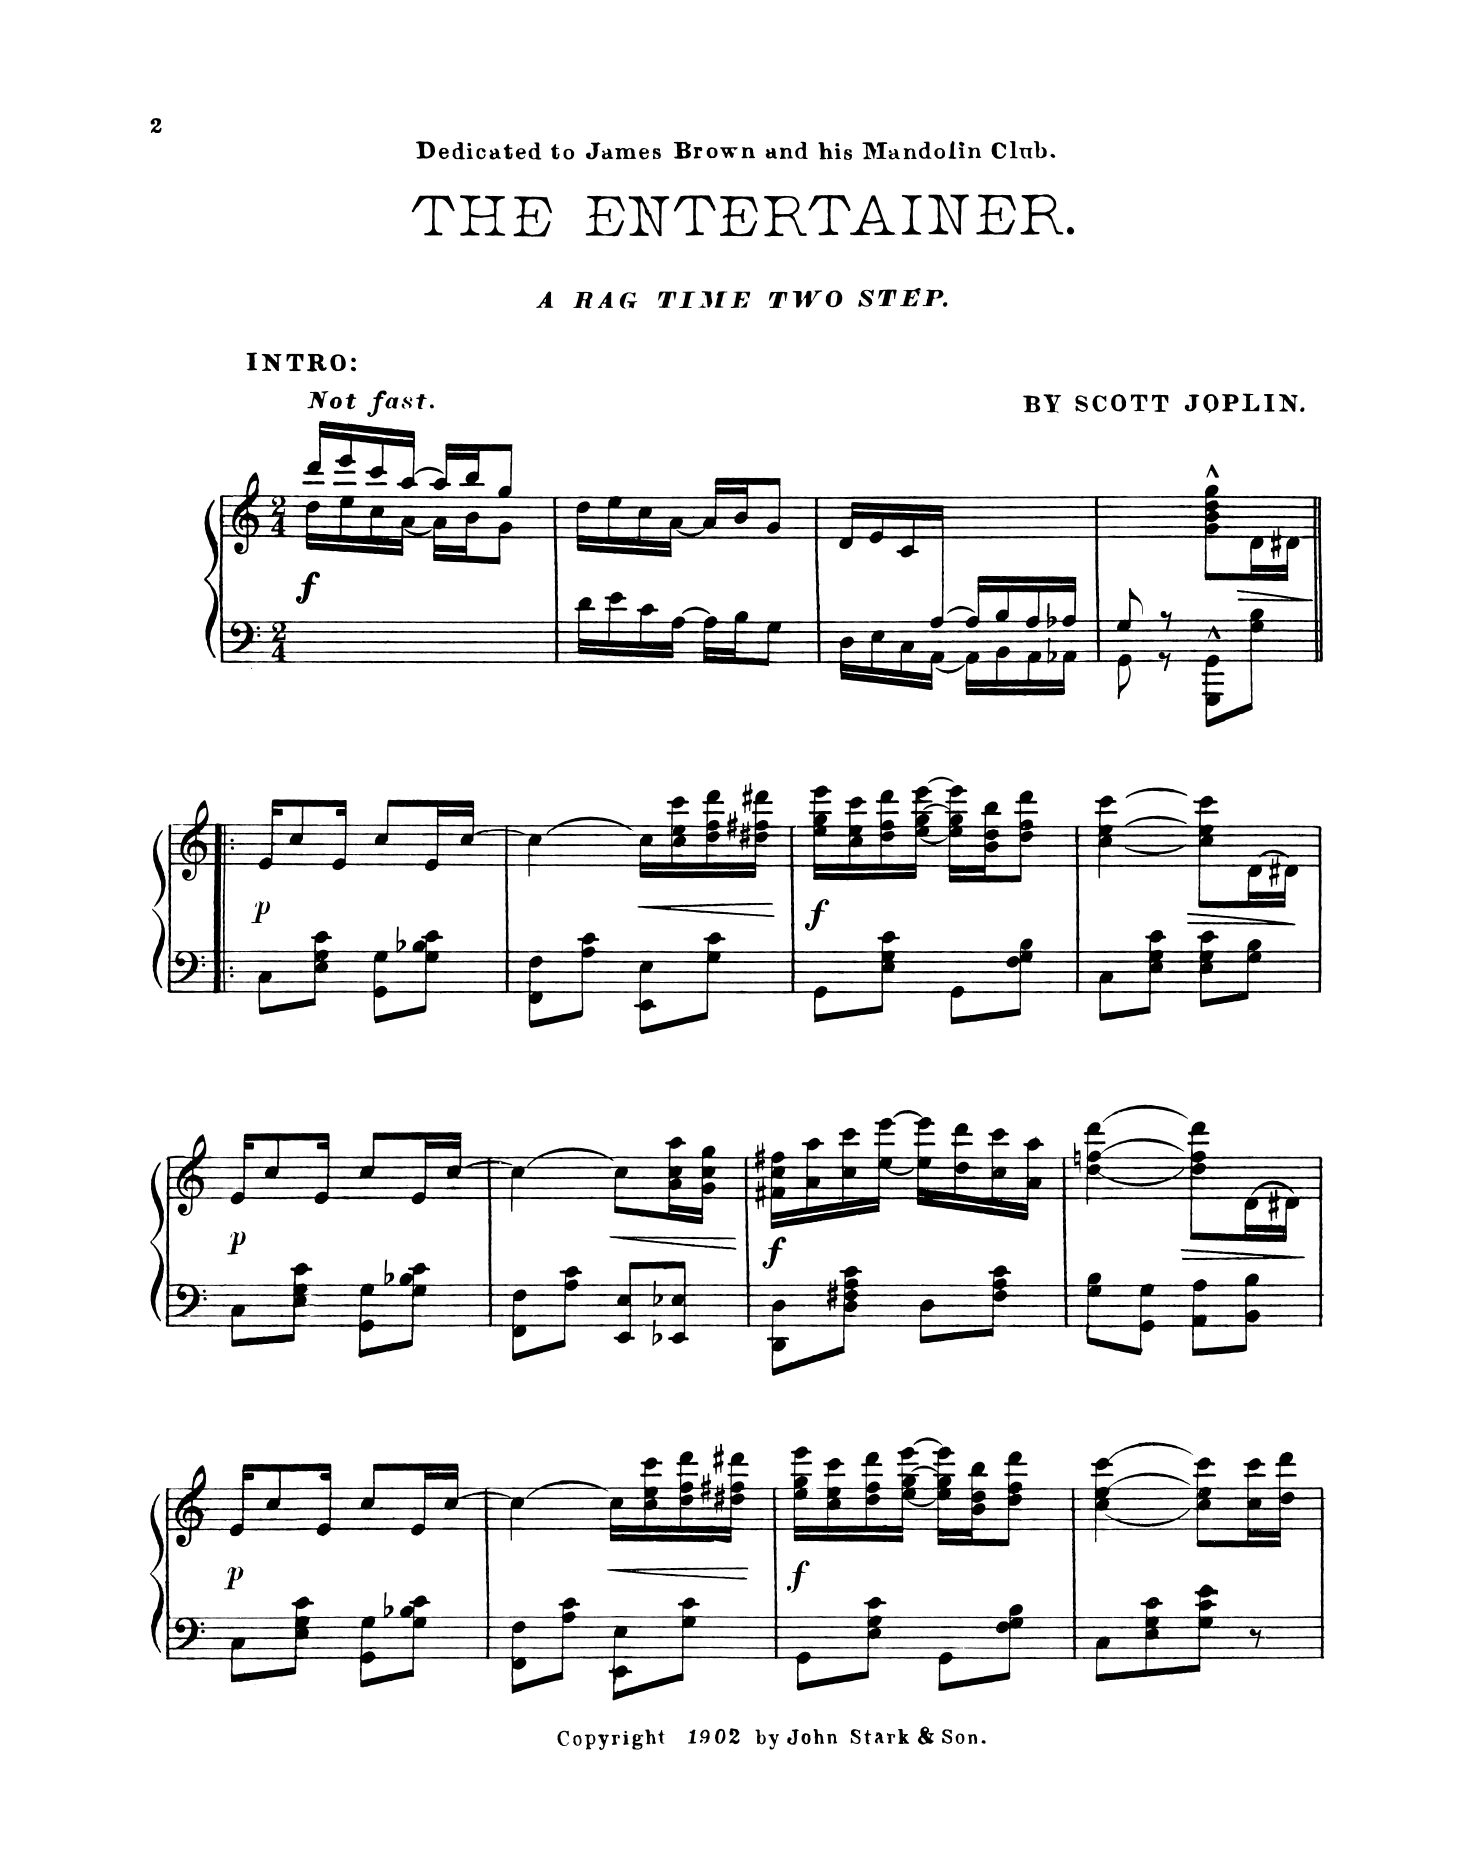 2
Dedicated to James Brown and his Mandolin Club.
THE ENTERTAINER.
A RAG TIME TWO STEP.
INTRO:
Not fast.
BY SCOTT JOPLIN.
f
p
f
p
f
p
f
Copyright 1902 by John Stark & Son.